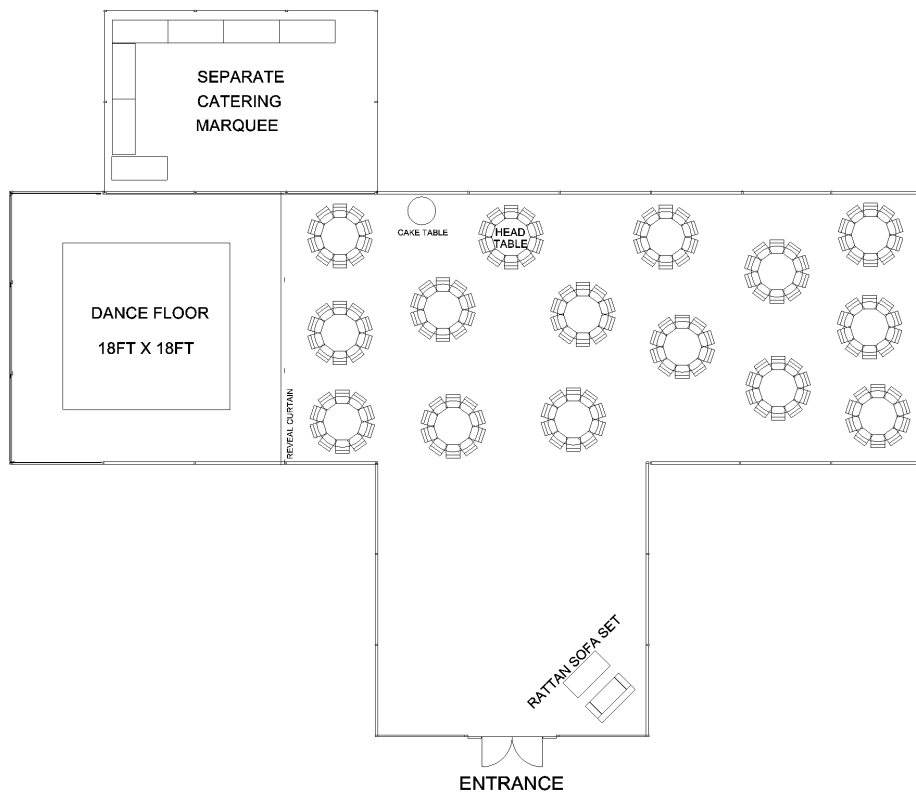 SEPARATE
CATERING
MARQUEE
CAKE TABLE
HEAD
TABLE
DANCE FLOOR
18FT X 18FT
REVEAL CURTAIN
RATTAN SOFA SET
ENTRANCE